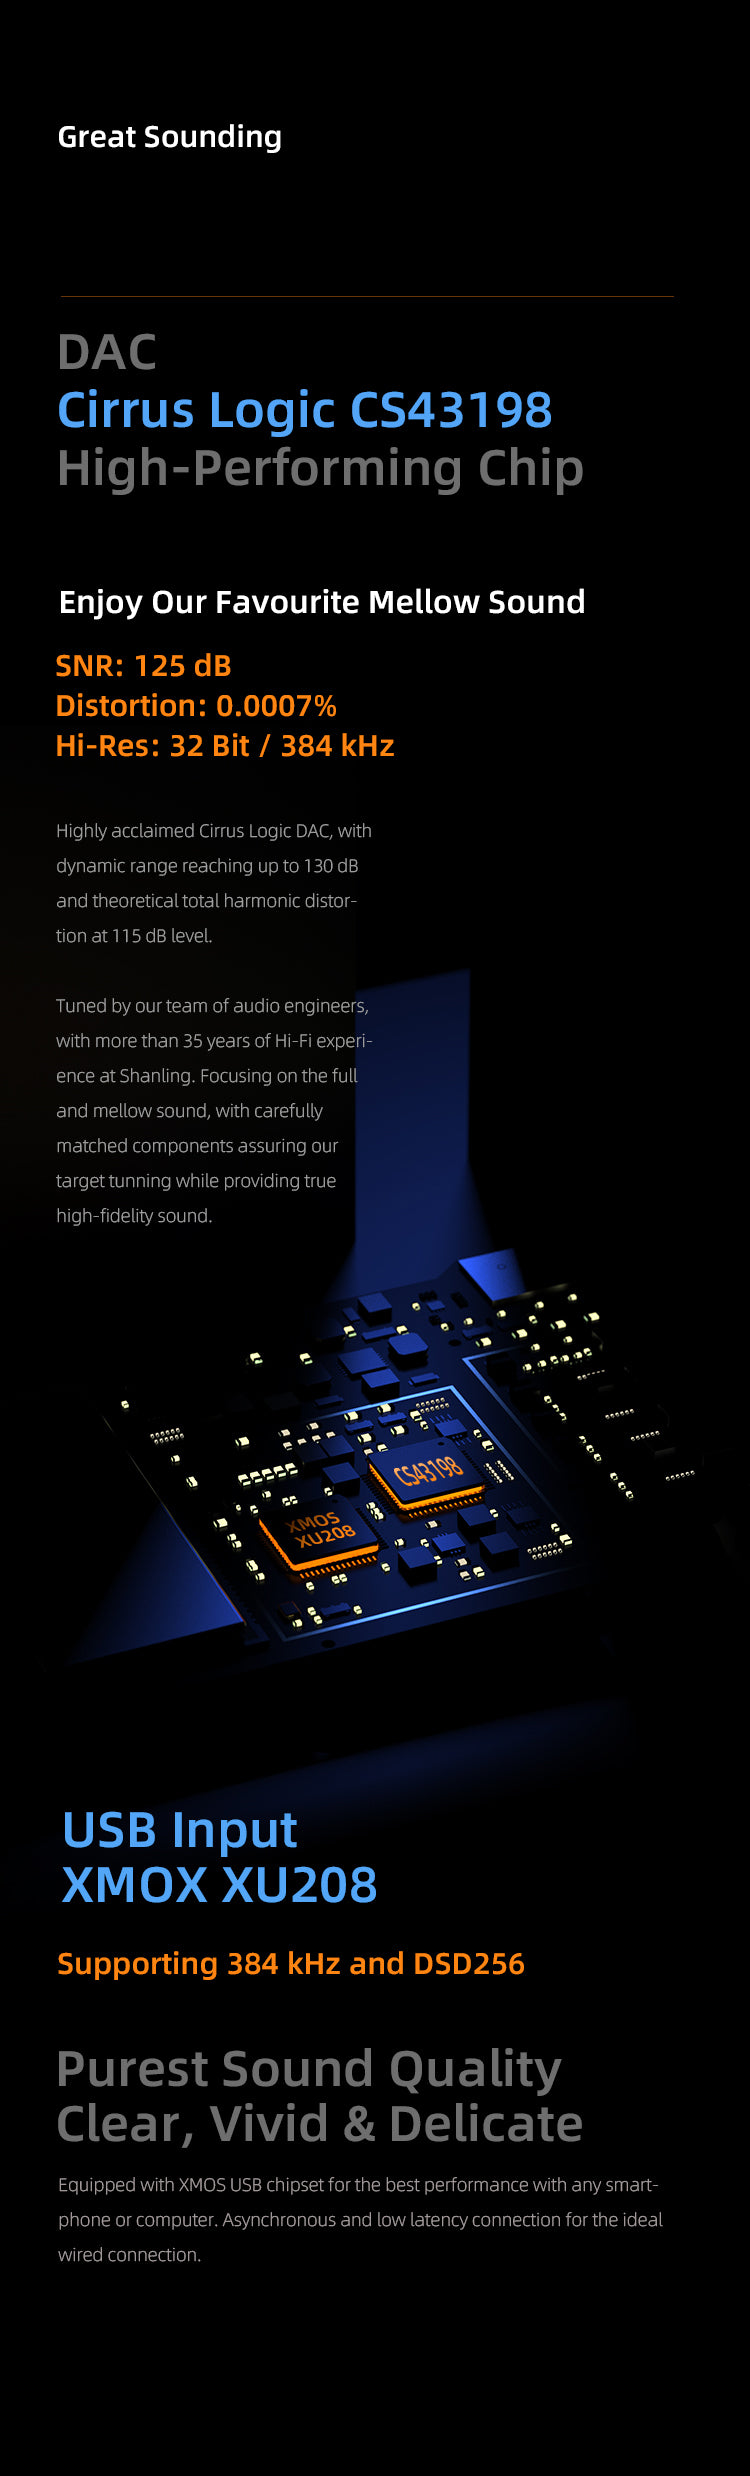 Great Sounding
DAC
Cirrus Logic CS43198
High-Performing Chip
Enjoy Our Favourite Mellow Sound
SNR: 125 dB
Distortion: 0.0007%
Hi-Res: 32 Bit / 384 kHz
Highly acclaimed Cirrus Logic DAC, with
dynamic range reaching up to 130 dB
and theoretical total harmonic distor-
tion at 115 dB level.
Tuned by our team of audio engineers,
with more than 35 years of Hi-Fi experi-
ence at Shanling. Focusing on the full
and mellow sound, with carefully
matched components assuring our
target tunning while providing true
high-fidelity sound.
CS43198
XMOS
XU208
USB Input
XMOX XU208
Supporting 384 kHz and DSD256
Purest Sound Quality
Clear, Vivid & Delicate
Equipped with XMOS USB chipset for the best performance with any smart-
phone or computer. Asynchronous and low latency connection for the ideal
wired connection.